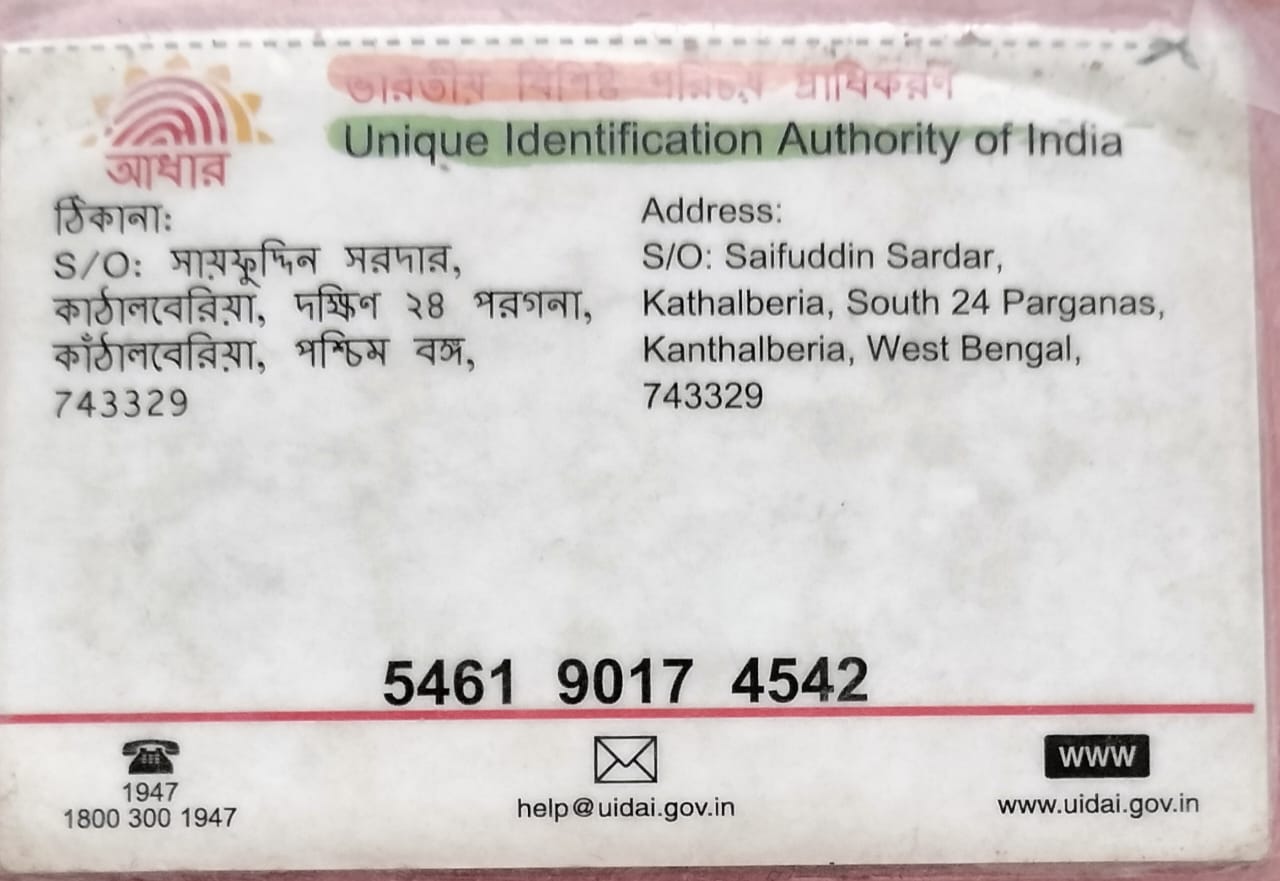 ভারতীয় বিশিষ্ট পরিচয় প্রাধিকরণ
Unique Identification Authority of India
আধার
ঠিকানা:
S/O: সায়ফুদ্দিন সরদার,
কাঠালবেরিয়া, দক্ষিণ ২৪ পরগনা,
কাঁঠালবেরিয়া, পশ্চিম বঙ্গ,
743329
Address:
S/O: Saifuddin Sardar,
Kathalberia, South 24 Parganas,
Kanthalberia, West Bengal,
743329
5461 9017 4542
1947
1800 300 1947
help@uidai.gov.in
www
www.uidai.gov.in